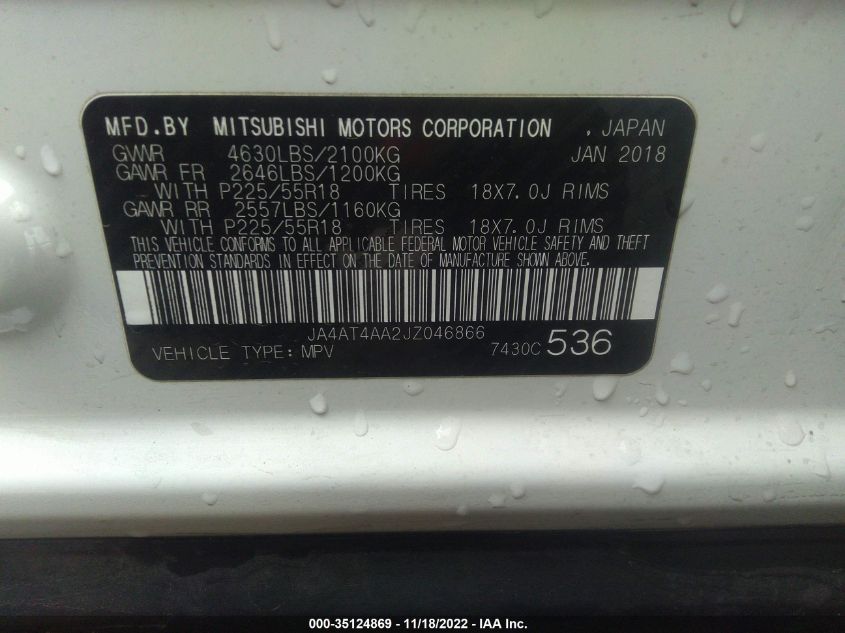 MFD.BY MITSUBISHI MOTORS CORPORATION . JAPAN
GVWR 4630LBS/2100KG JAN 2018
GAWR FR 2646LBS/1200KG
WITH P225/55R18 TIRES 18X7.0J RIMS
GAWR RR 2557LBS/1160KG
WITH P225/55R18 TIRES 18X7.0J RIMS
THIS VEHICLE CONFORMS TO ALL APPLICABLE FEDERAL MOTOR VEHICLE SAFETY AND THEFT
PREVENTION STANDARDS IN EFFECT ON THE DATE OF MANUFACTURE SHOWN ABOVE.
JA4AT4AA2JZ046866
VEHICLE TYPE: MPV 7430C 536
000-35124869 - 11/18/2022 - IAA Inc.